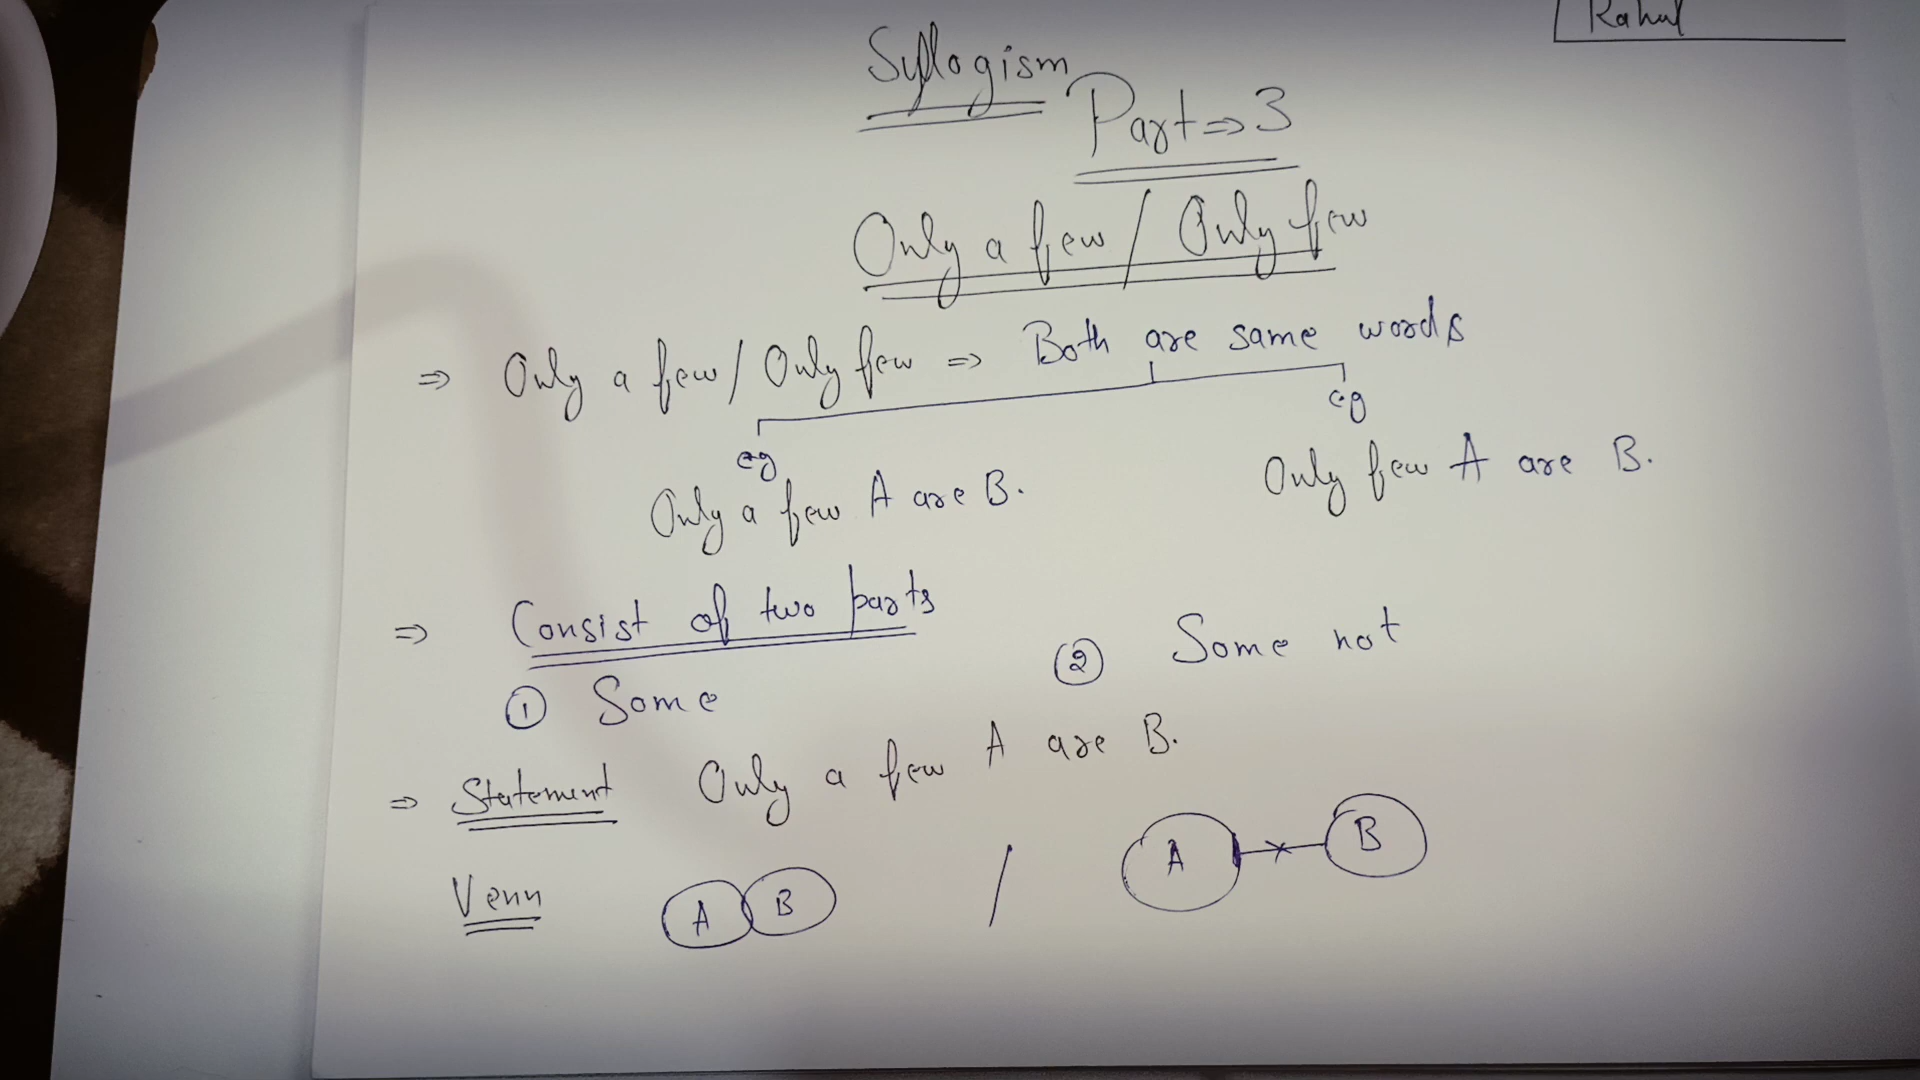 Rahul
Syllogism
Part⇒3
Only a few / Only few
⇒ Only a few / Only few ⇒ Both are same words
eg eg
Only a few A are B. Only few A are B.
⇒ Consist of two parts
① Some ② Some not
⇒ Statement Only a few A are B.
Venn A B / A × B